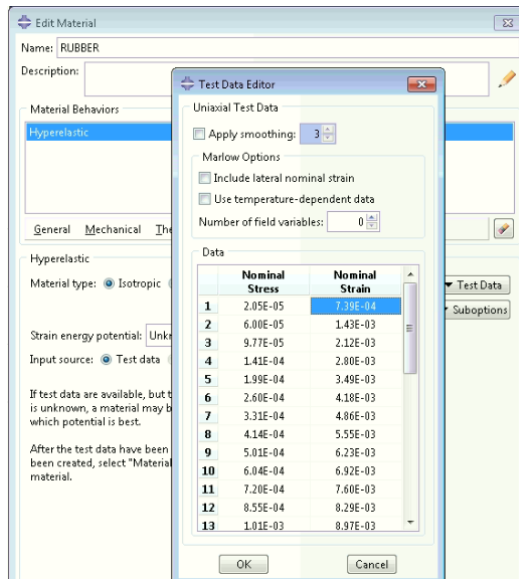 Edit Material
Name: RUBBER
Description:
Material Behaviors
Hyperelastic
General Mechanical
Hyperelastic
Material type: Isotropic
Test Data
Suboptions
Strain energy potential:
Input source: Test data
If test data are available, but
is unknown, a material may
which potential is best.
After the test data have been
been created, select "Material
material.
Test Data Editor
Uniaxial Test Data
Apply smoothing: 3
Marlow Options
Include lateral nominal strain
Use temperature-dependent data
Number of field variables: 0
Data
Nominal Stress Nominal Strain
1 2.05E-05 7.39E-04
2 6.00E-05 1.43E-03
3 9.77E-05 2.12E-03
4 1.41E-04 2.80E-03
5 1.99E-04 3.49E-03
6 2.60E-04 4.18E-03
7 3.31E-04 4.86E-03
8 4.14E-04 5.55E-03
9 5.01E-04 6.23E-03
10 6.04E-04 6.92E-03
11 7.20E-04 7.60E-03
12 8.55E-04 8.29E-03
13 1.01E-03 8.97E-03
OK Cancel